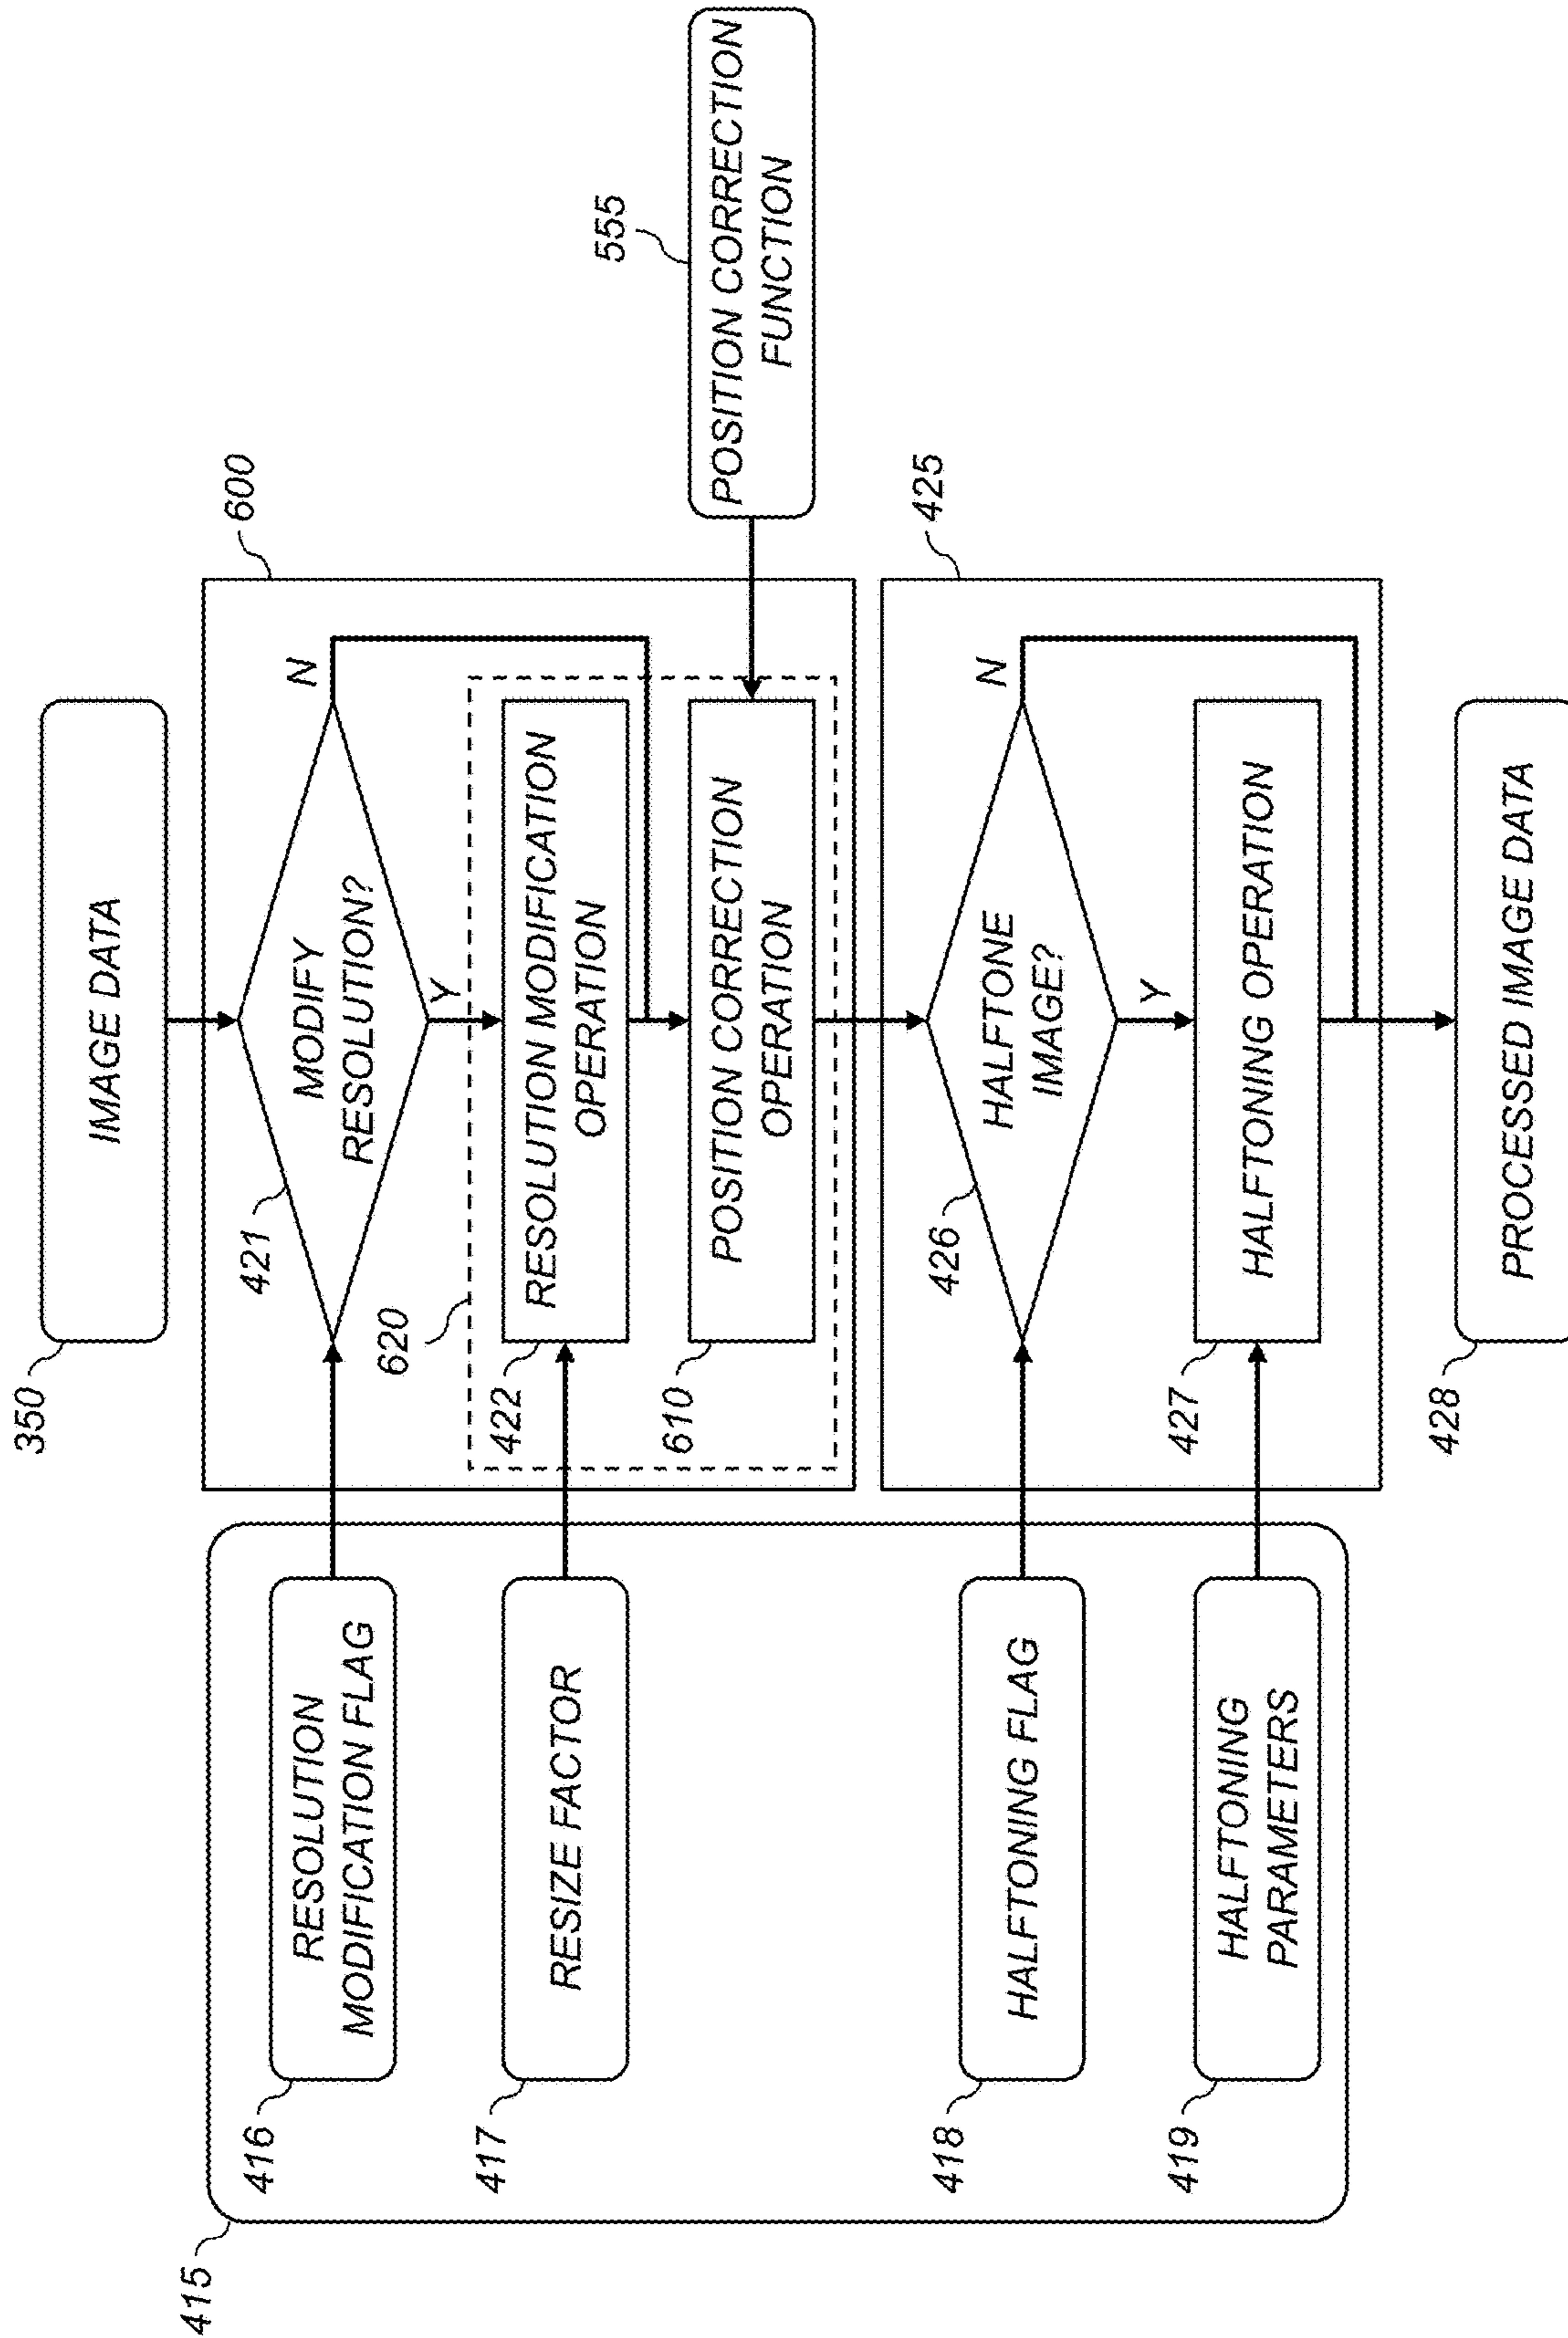 350
IMAGE DATA
600
421
MODIFY
RESOLUTION?
N
Y
620
422
RESOLUTION MODIFICATION
OPERATION
610
POSITION CORRECTION
OPERATION
555
POSITION CORRECTION
FUNCTION
415
416
RESOLUTION
MODIFICATION FLAG
417
RESIZE FACTOR
418
HALFTONING FLAG
419
HALFTONING
PARAMETERS
425
426
HALFTONE
IMAGE?
N
Y
427
HALFTONING OPERATION
428
PROCESSED IMAGE DATA